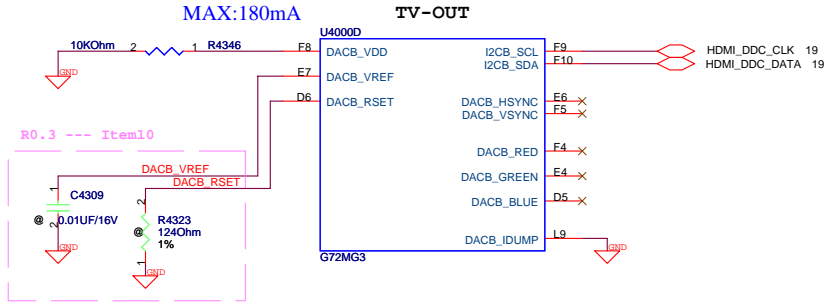 MAX:180mA
TV-OUT
U4000D
10KOhm 2 1 R4346 F8 DACB_VDD I2CB_SCL F9 HDMI_DDC_CLK 19
I2CB_SDA F10 HDMI_DDC_DATA 19
GND E7 DACB_VREF
D6 DACB_RSET DACB_HSYNC E6
DACB_VSYNC F5
R0.3 --- Item10
DACB_RED F4
DACB_VREF DACB_GREEN E4
DACB_RSET
1 C4309 2 DACB_BLUE D5
@ 0.01UF/16V 2
R4323
@ 124Ohm
1%
1
DACB_IDUMP L9
GND GND GND
G72MG3